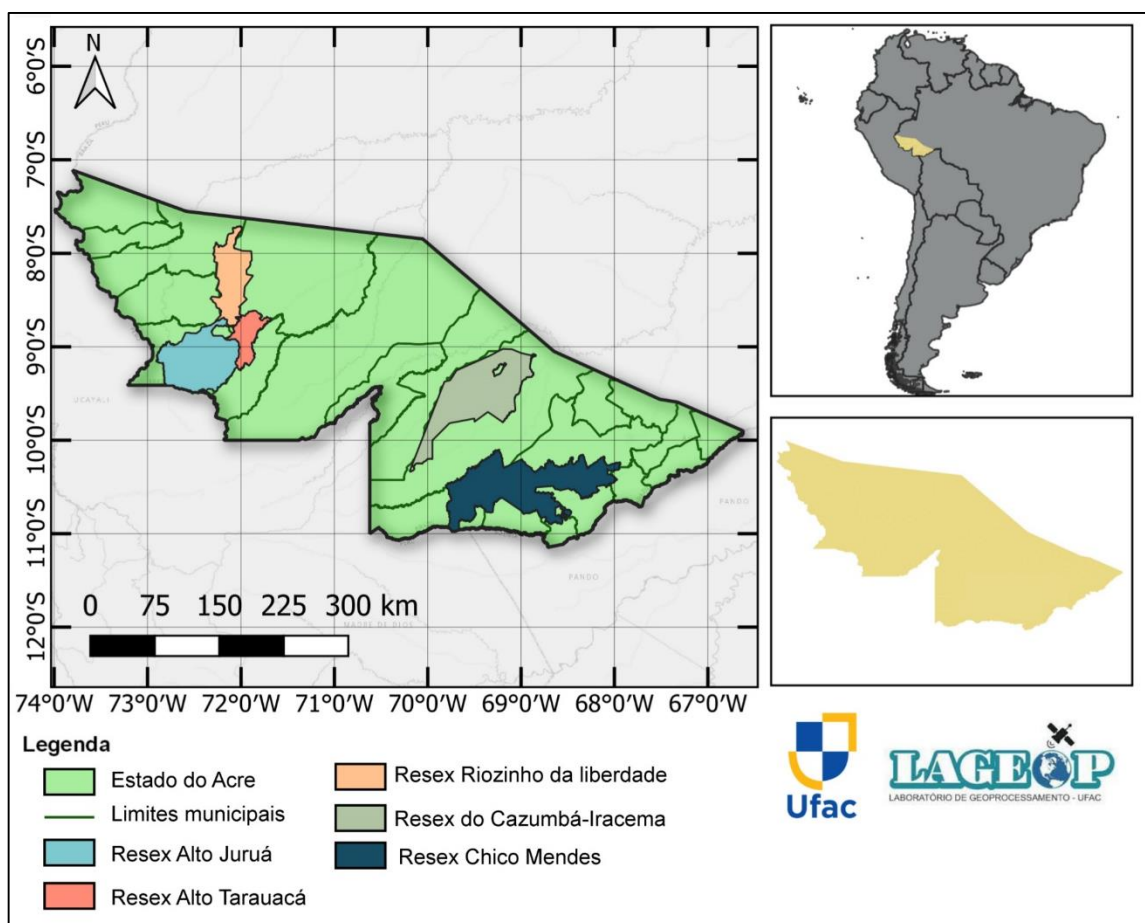 N
6°0'S
7°0'S
8°0'S
9°0'S
10°0'S
11°0'S
12°0'S
UCAYALI
PANDO
PANDO
MADRE DE DIOS
0 75 150 225 300 km
74°0'W 73°0'W 72°0'W 71°0'W 70°0'W 69°0'W 68°0'W 67°0'W
Legenda
Estado do Acre
Limites municipais
Resex Alto Juruá
Resex Alto Tarauacá
Resex Riozinho da liberdade
Resex do Cazumbá-Iracema
Resex Chico Mendes
Ufac
LAGEOP
LABORATÓRIO DE GEOPROCESSAMENTO - UFAC